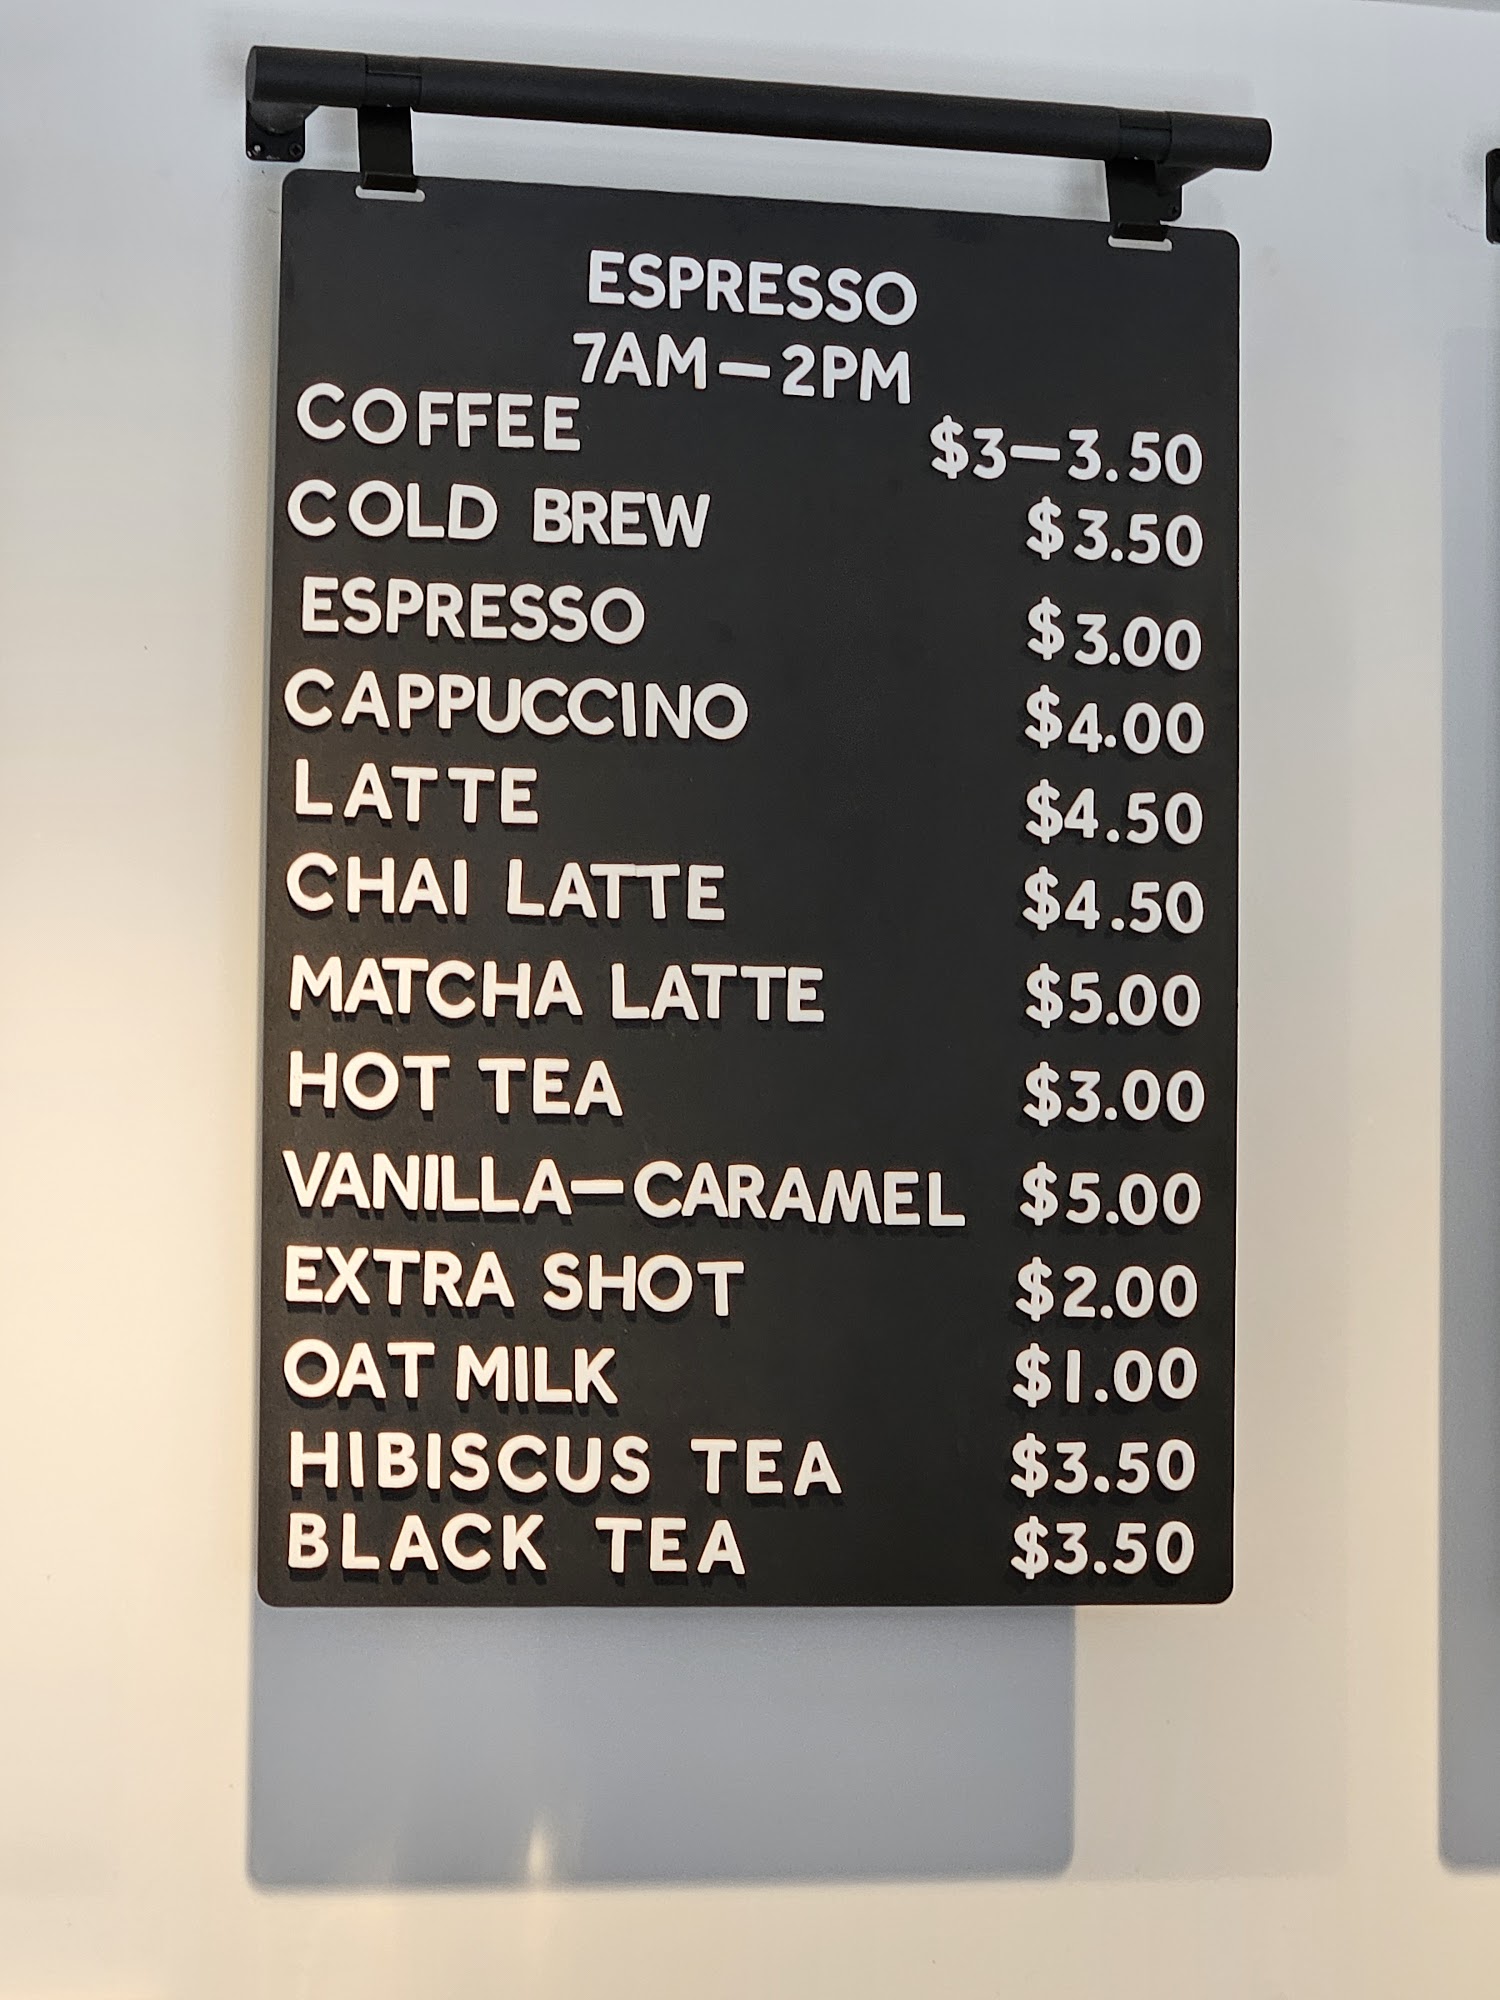 ESPRESSO
7AM—2PM
COFFEE $3—3.50
COLD BREW $3.50
ESPRESSO $3.00
CAPPUCCINO $4.00
LATTE $4.50
CHAI LATTE $4.50
MATCHA LATTE $5.00
HOT TEA $3.00
VANILLA—CARAMEL $5.00
EXTRA SHOT $2.00
OAT MILK $1.00
HIBISCUS TEA $3.50
BLACK TEA $3.50